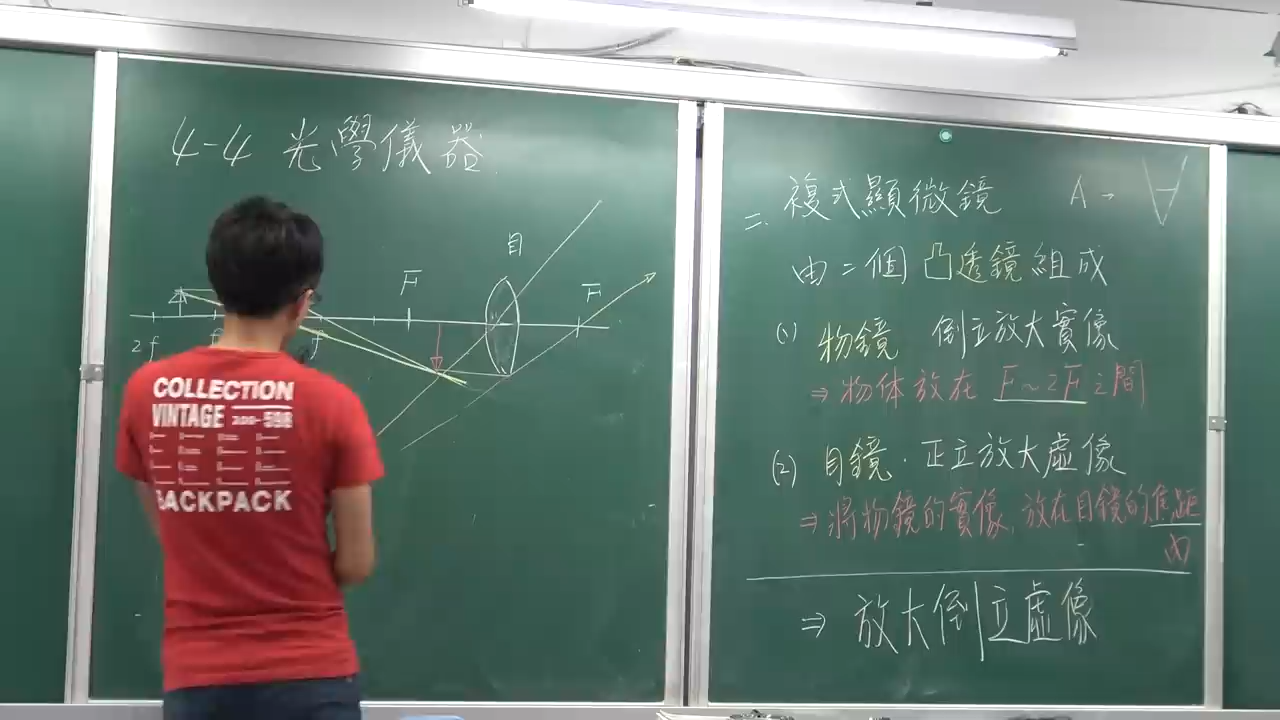 4-4 光學儀器
目
F
F
2f
f
f
二. 複式顯微鏡 A → ∀
由二個凸透鏡組成
(1) 物鏡 倒立放大實像
⇒ 物体放在 F~2F 之間
(2) 目鏡. 正立放大虛像
⇒ 將物鏡的實像, 放在目鏡的焦距
內
⇒ 放大倒立虛像
COLLECTION
VINTAGE
BACKPACK